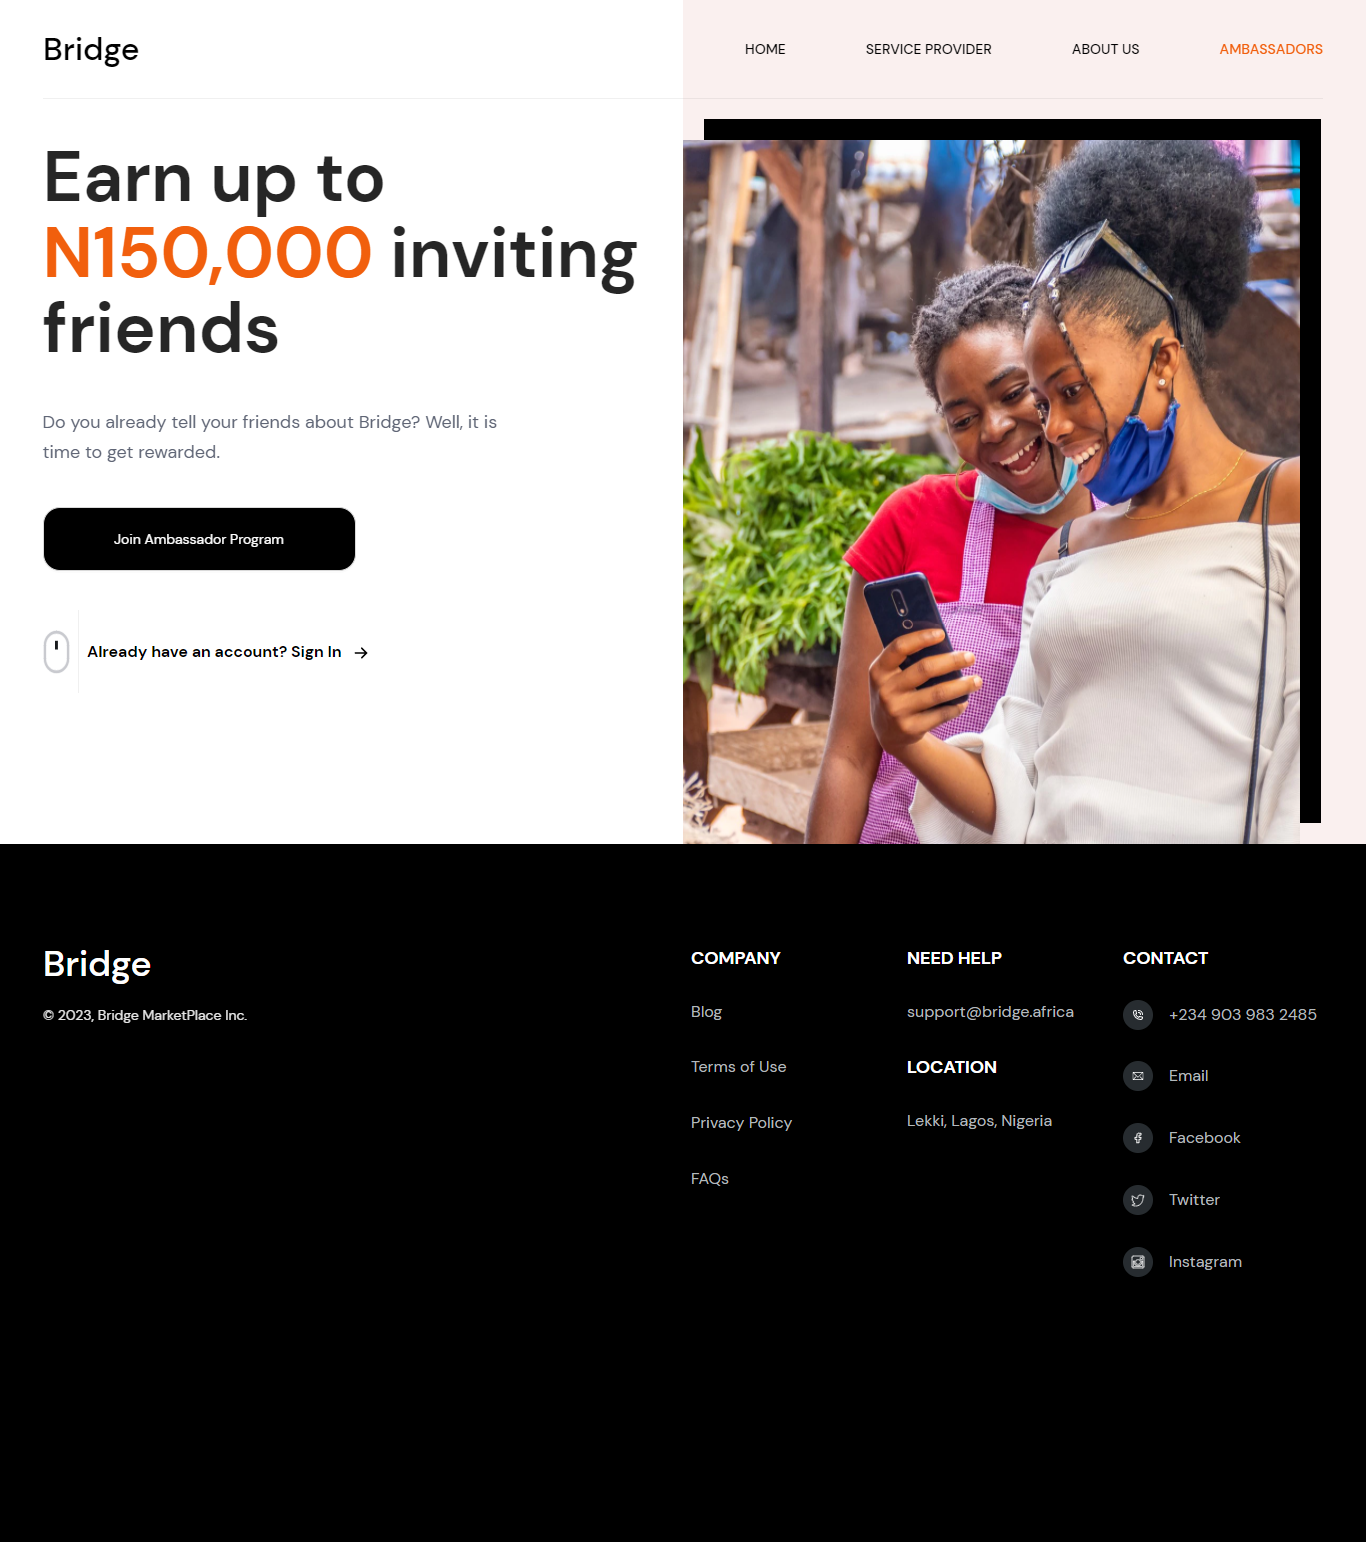 Bridge
HOME
SERVICE PROVIDER
ABOUT US
AMBASSADORS
Earn up to
N150,000 inviting
friends
Do you already tell your friends about Bridge? Well, it is
time to get rewarded.
Join Ambassador Program
Already have an account? Sign In →
Bridge
© 2023, Bridge MarketPlace Inc.
COMPANY
Blog
Terms of Use
Privacy Policy
FAQs
NEED HELP
support@bridge.africa
LOCATION
Lekki, Lagos, Nigeria
CONTACT
+234 903 983 2485
Email
Facebook
Twitter
Instagram